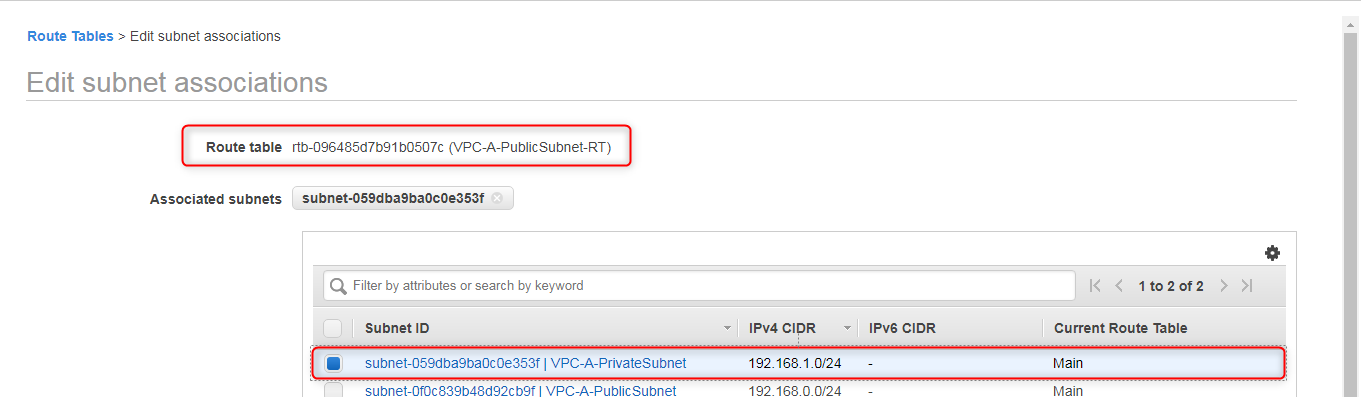 Route Tables > Edit subnet associations
Edit subnet associations
Route table rtb-096485d7b91b0507c (VPC-A-PublicSubnet-RT)
Associated subnets subnet-059dba9ba0c0e353f
Filter by attributes or search by keyword 1 to 2 of 2
Subnet ID IPv4 CIDR IPv6 CIDR Current Route Table
subnet-059dba9ba0c0e353f | VPC-A-PrivateSubnet 192.168.1.0/24 - Main
subnet-0f0c839b48d92cb9f | VPC-A-PublicSubnet 192.168.0.0/24 - Main